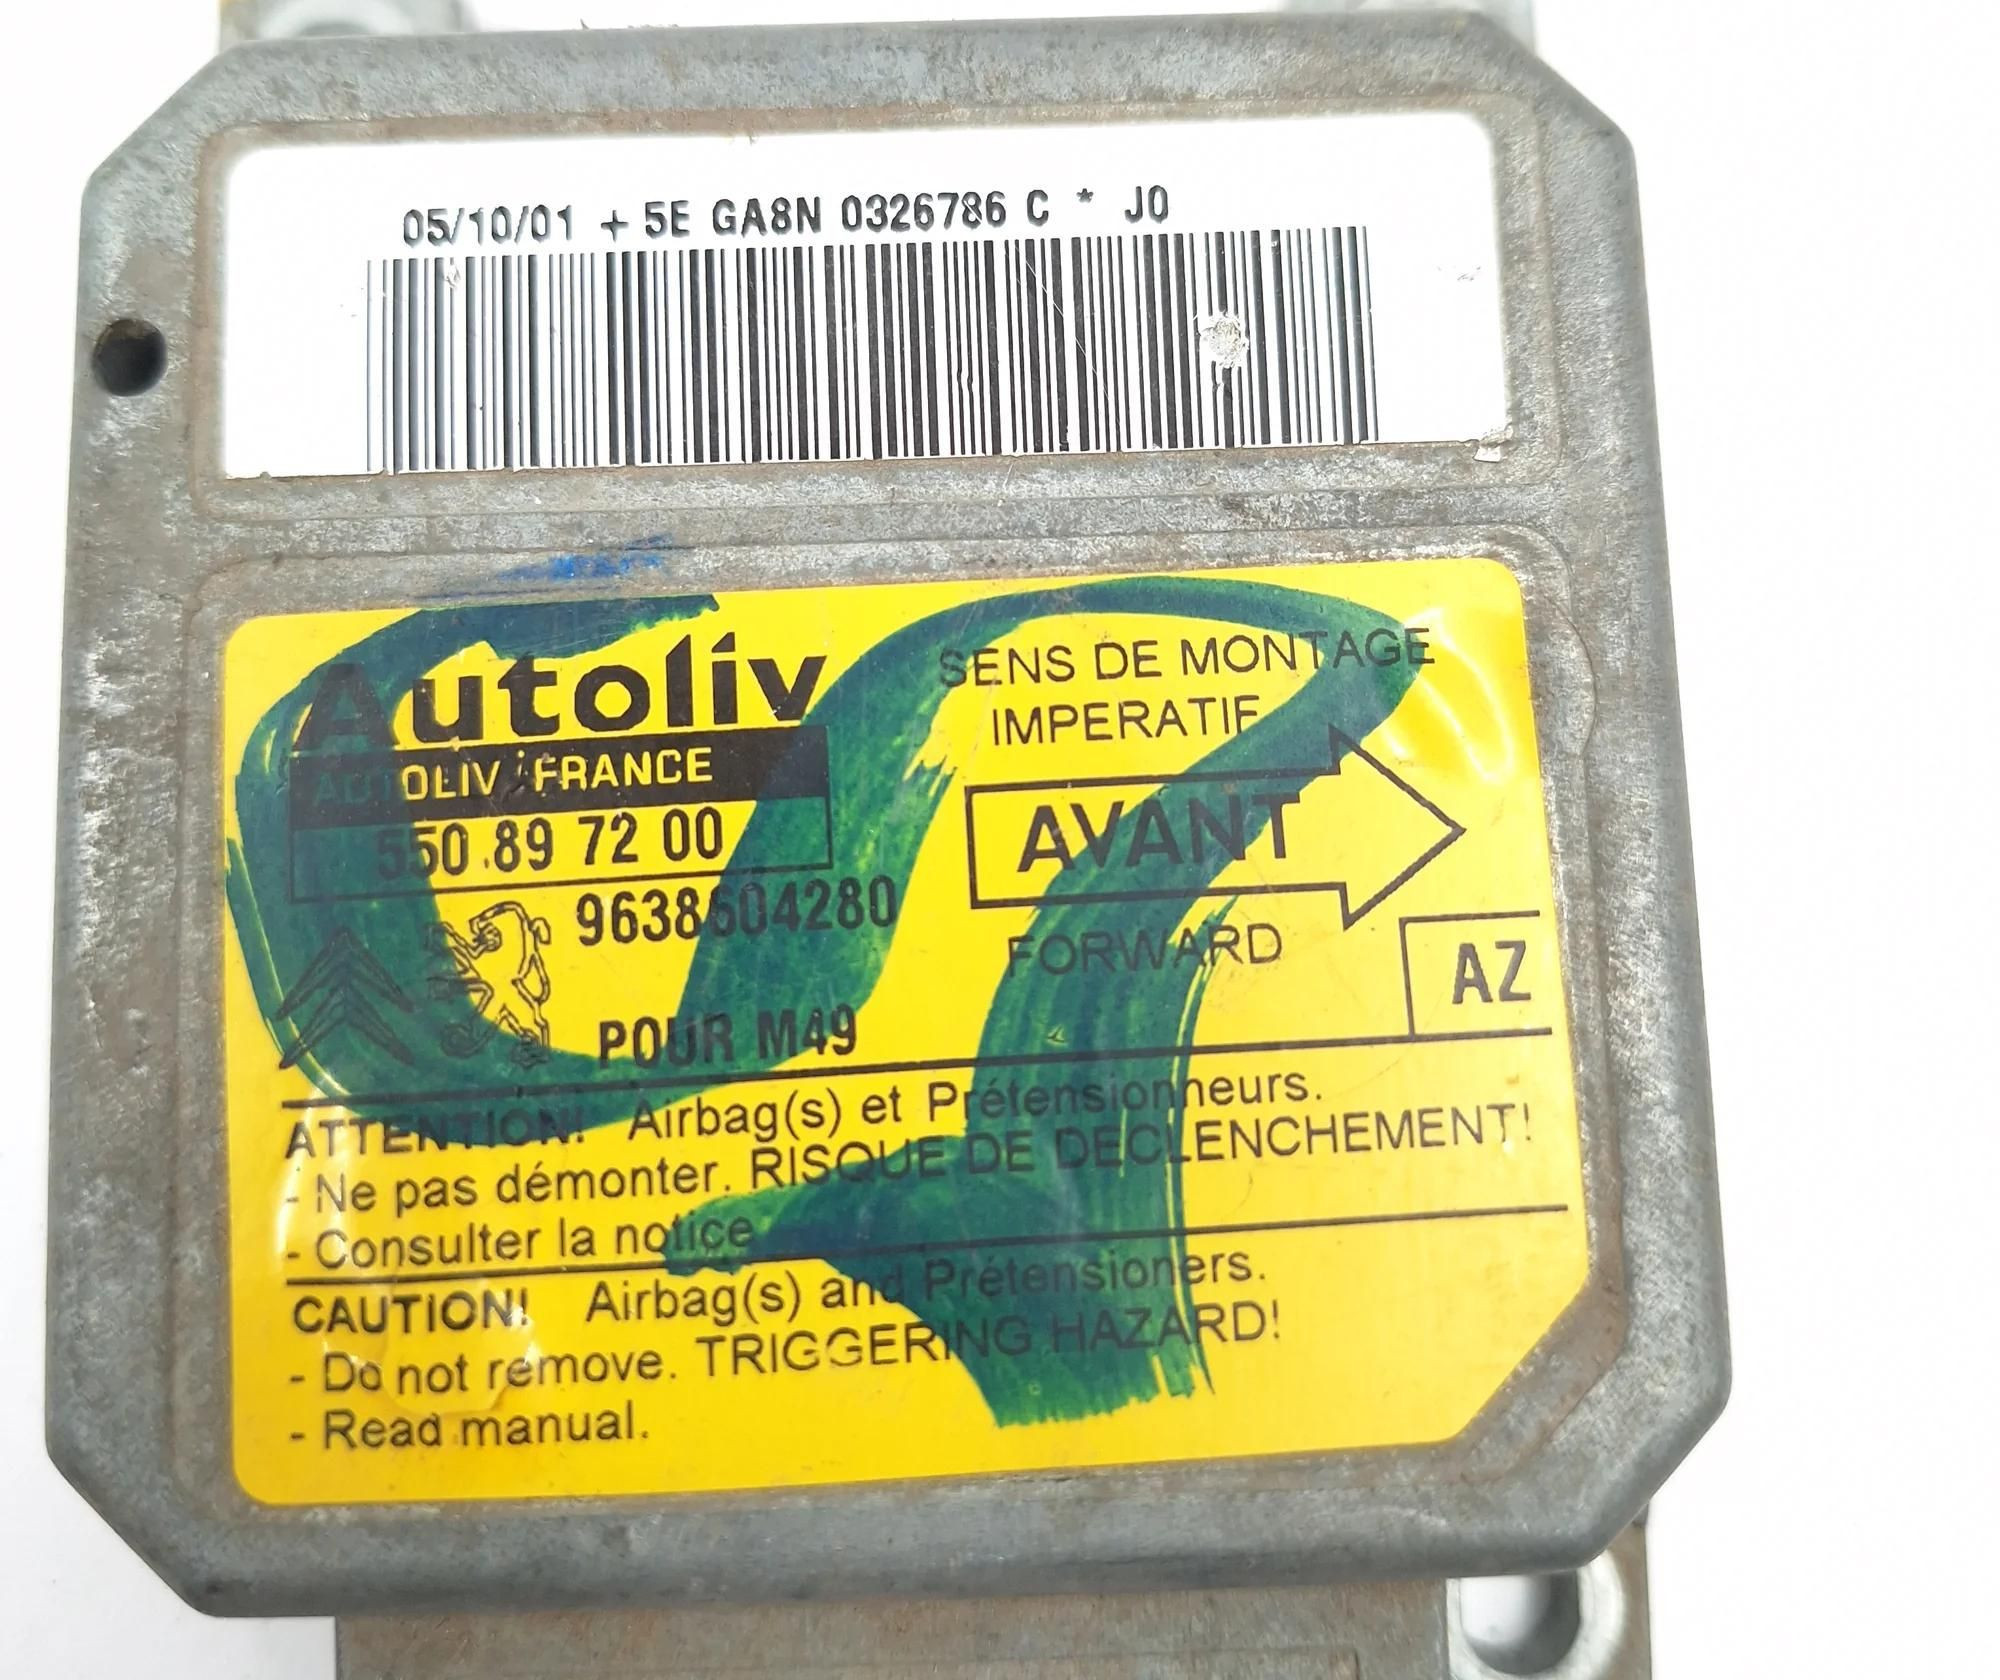 05/10/01 + 5E GA8N 0326786 C * J0
Autoliv
AUTOLIV FRANCE
550 89 72 00
9638604280
POUR M49
SENS DE MONTAGE
IMPERATIF
AVANT
FORWARD
AZ
ATTENTION! Airbag(s) et Prétensionneurs.
- Ne pas démonter. RISQUE DE DECLENCHEMENT!
- Consulter la notice
CAUTION! Airbag(s) and Prétensioners.
- Do not remove. TRIGGERING HAZARD!
- Read manual.